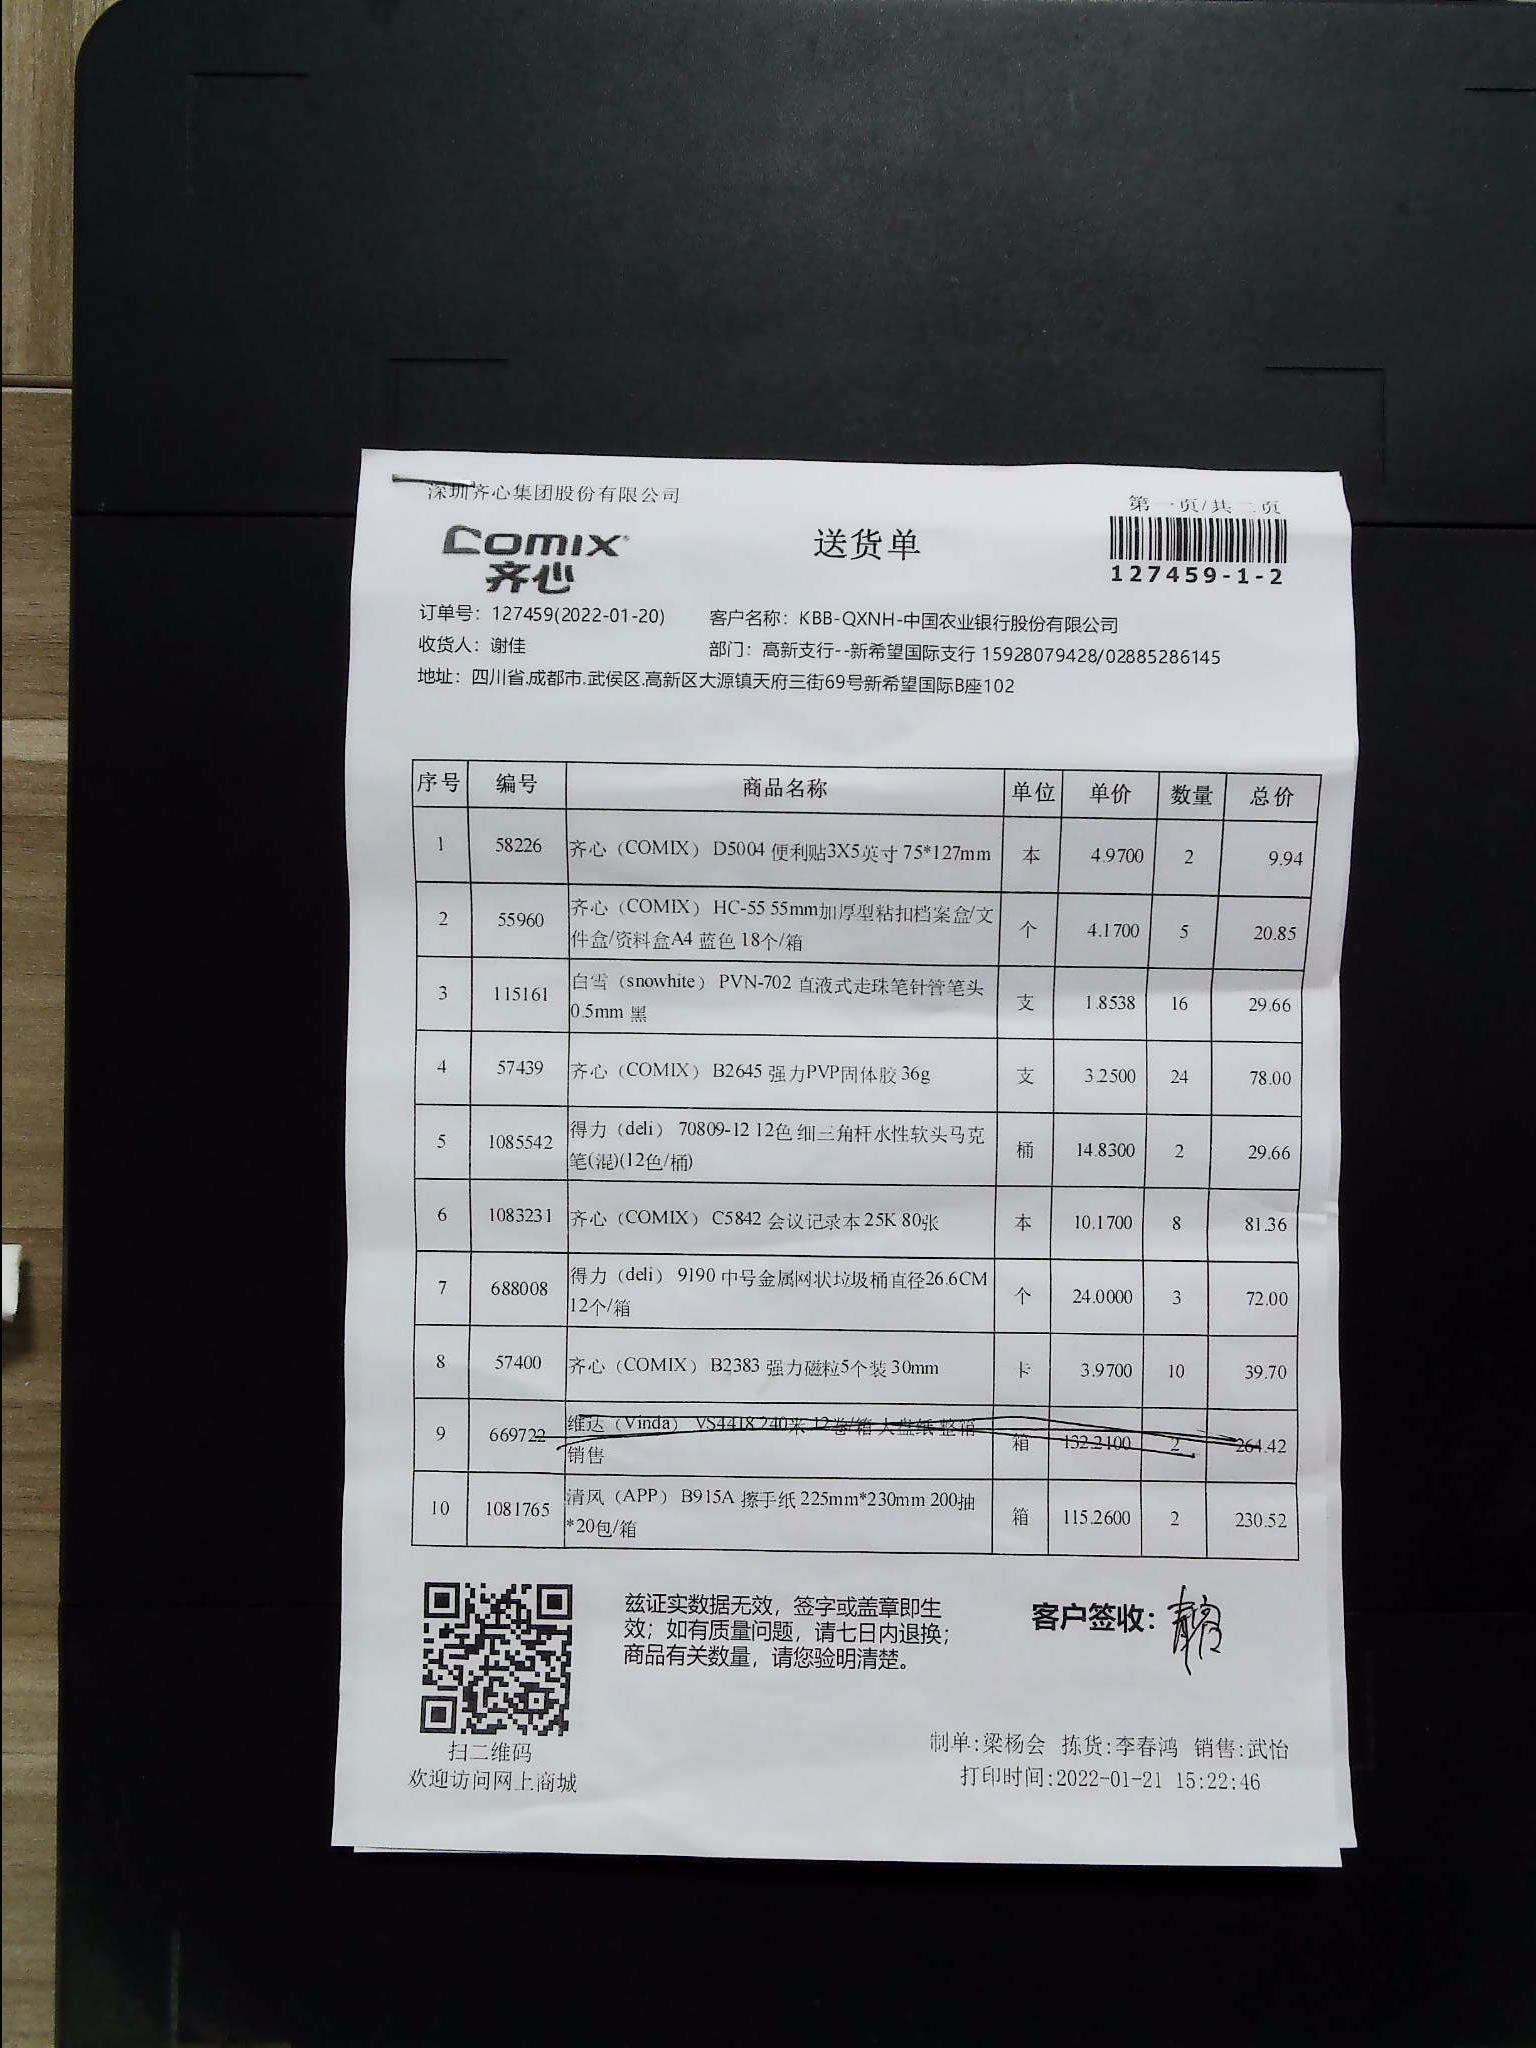 深圳齐心集团股份有限公司
第一页/共二页
COMIX
齐心
送货单
127459-1-2
订单号：127459(2022-01-20)
客户名称：KBB-QXNH-中国农业银行股份有限公司
收货人：谢佳
部门：高新支行--新希望国际支行 15928079428/02885286145
地址：四川省.成都市.武侯区.高新区大源镇天府三街69号新希望国际B座102
序号 编号 商品名称 单位 单价 数量 总价
1 58226 齐心（COMIX） D5004 便利贴3X5英寸 75*127mm 本 4.9700 2 9.94
2 55960 齐心（COMIX） HC-55 55mm加厚型粘扣档案盒/文 个 4.1700 5 20.85
件盒/资料盒A4 蓝色 18个/箱
3 115161 白雪（snowhite） PVN-702 直液式走珠笔针管笔头 支 1.8538 16 29.66
0.5mm 黑
4 57439 齐心（COMIX） B2645 强力PVP固体胶 36g 支 3.2500 24 78.00
5 1085542 得力（deli） 70809-12 12色 细三角杆水性软头马克 桶 14.8300 2 29.66
笔(混)(12色/桶)
6 1083231 齐心（COMIX） C5842 会议记录本 25K 80张 本 10.1700 8 81.36
7 688008 得力（deli） 9190 中号金属网状垃圾桶直径26.6CM 个 24.0000 3 72.00
12个/箱
8 57400 齐心（COMIX） B2383 强力磁粒5个装 30mm 卡 3.9700 10 39.70
9 669722 维达（Vinda） VS4418 240米 12卷/箱 大盘纸 整箱 箱 132.2100 2 264.42
销售
10 1081765 清风（APP） B915A 擦手纸 225mm*230mm 200抽 箱 115.2600 2 230.52
*20包/箱
兹证实数据无效，签字或盖章即生
效；如有质量问题，请七日内退换；
商品有关数量，请您验明清楚。
客户签收：
扫二维码
欢迎访问网上商城
制单:梁杨会 拣货:李春鸿 销售:武怡
打印时间:2022-01-21 15:22:46